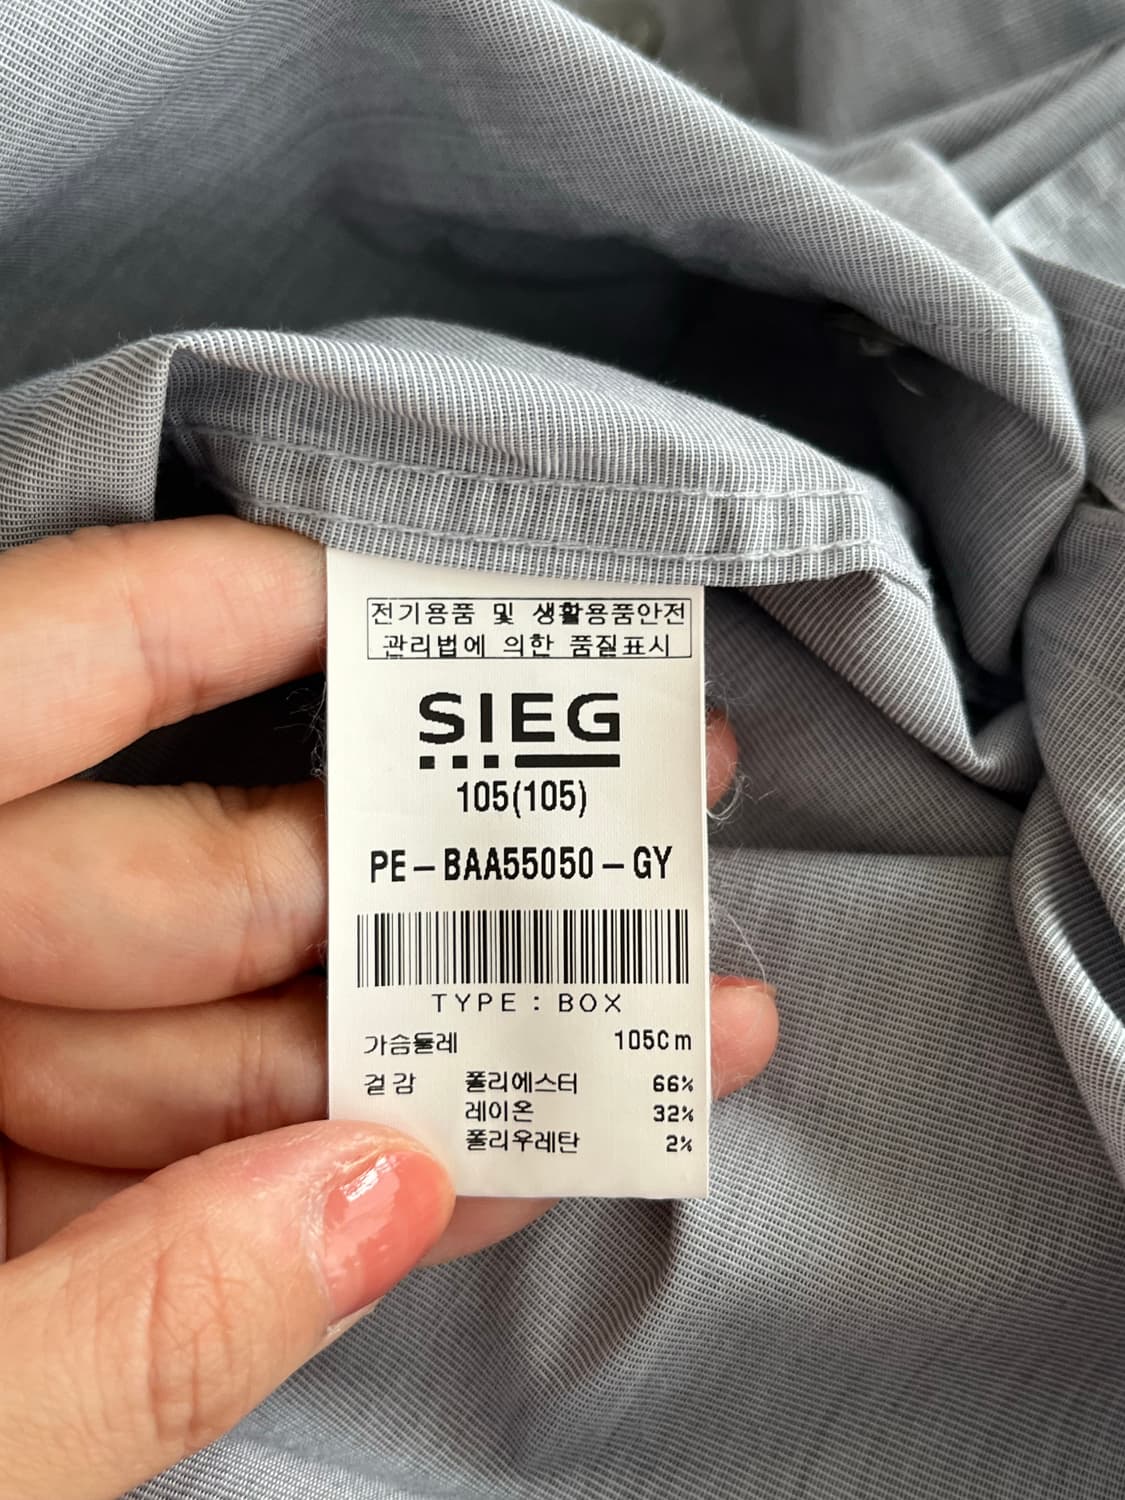 전기용품 및 생활용품안전
관리법에 의한 품질표시
SIEG
105(105)
PE-BAA55050-GY
TYPE : BOX
가슴둘레 105Cm
겉감 폴리에스터 66%
레이온 32%
폴리우레탄 2%